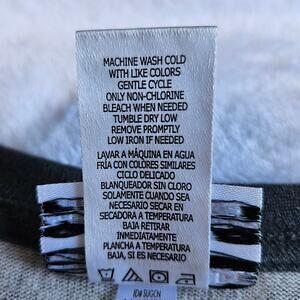 MACHINE WASH COLD
WITH LIKE COLORS
GENTLE CYCLE
ONLY NON-CHLORINE
BLEACH WHEN NEEDED
TUMBLE DRY LOW
REMOVE PROMPTLY
LOW IRON IF NEEDED
LAVAR A MÁQUINA EN AGUA
FRÍA CON COLORES SIMILARES
CICLO DELICADO
BLANQUEADOR SIN CLORO
SOLAMENTE CUANDO SEA
NECESARIO SECAR EN
SECADORA A TEMPERATURA
BAJA RETIRAR
INMEDIATAMENTE
PLANCHA A TEMPERATURA
BAJA, SI ES NECESARIO
ID# SUGCN